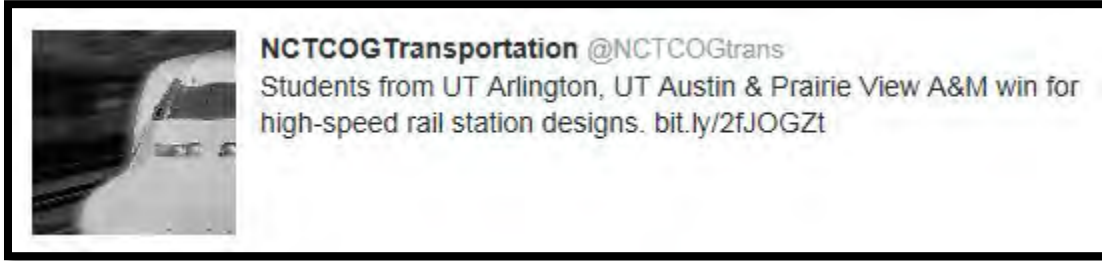 NCTCOGTransportation @NCTCOGtrans
Students from UT Arlington, UT Austin & Prairie View A&M win for
high-speed rail station designs. bit.ly/2fJOGZt